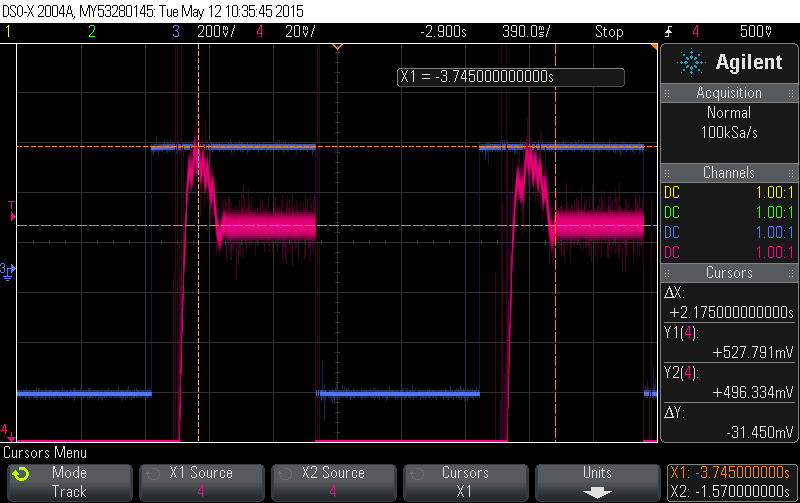 DSO-X 2004A, MY53280145: Tue May 12 10:35:45 2015
1 2 3 200mV/ 4 20mV/ -2.900s 390.0ms/ Stop 4 500mV
X1 = -3.745000000000s
Agilent
Acquisition
Normal
100kSa/s
Channels
DC 1.00:1
DC 1.00:1
DC 1.00:1
DC 1.00:1
Cursors
ΔX:
+2.175000000000s
Y1(4):
+527.791mV
Y2(4):
+496.334mV
ΔY:
-31.450mV
T
3
4
Cursors Menu
Mode
Track
X1 Source
4
X2 Source
4
Cursors
X1
Units
X1: -3.745000000s
X2: -1.570000000s